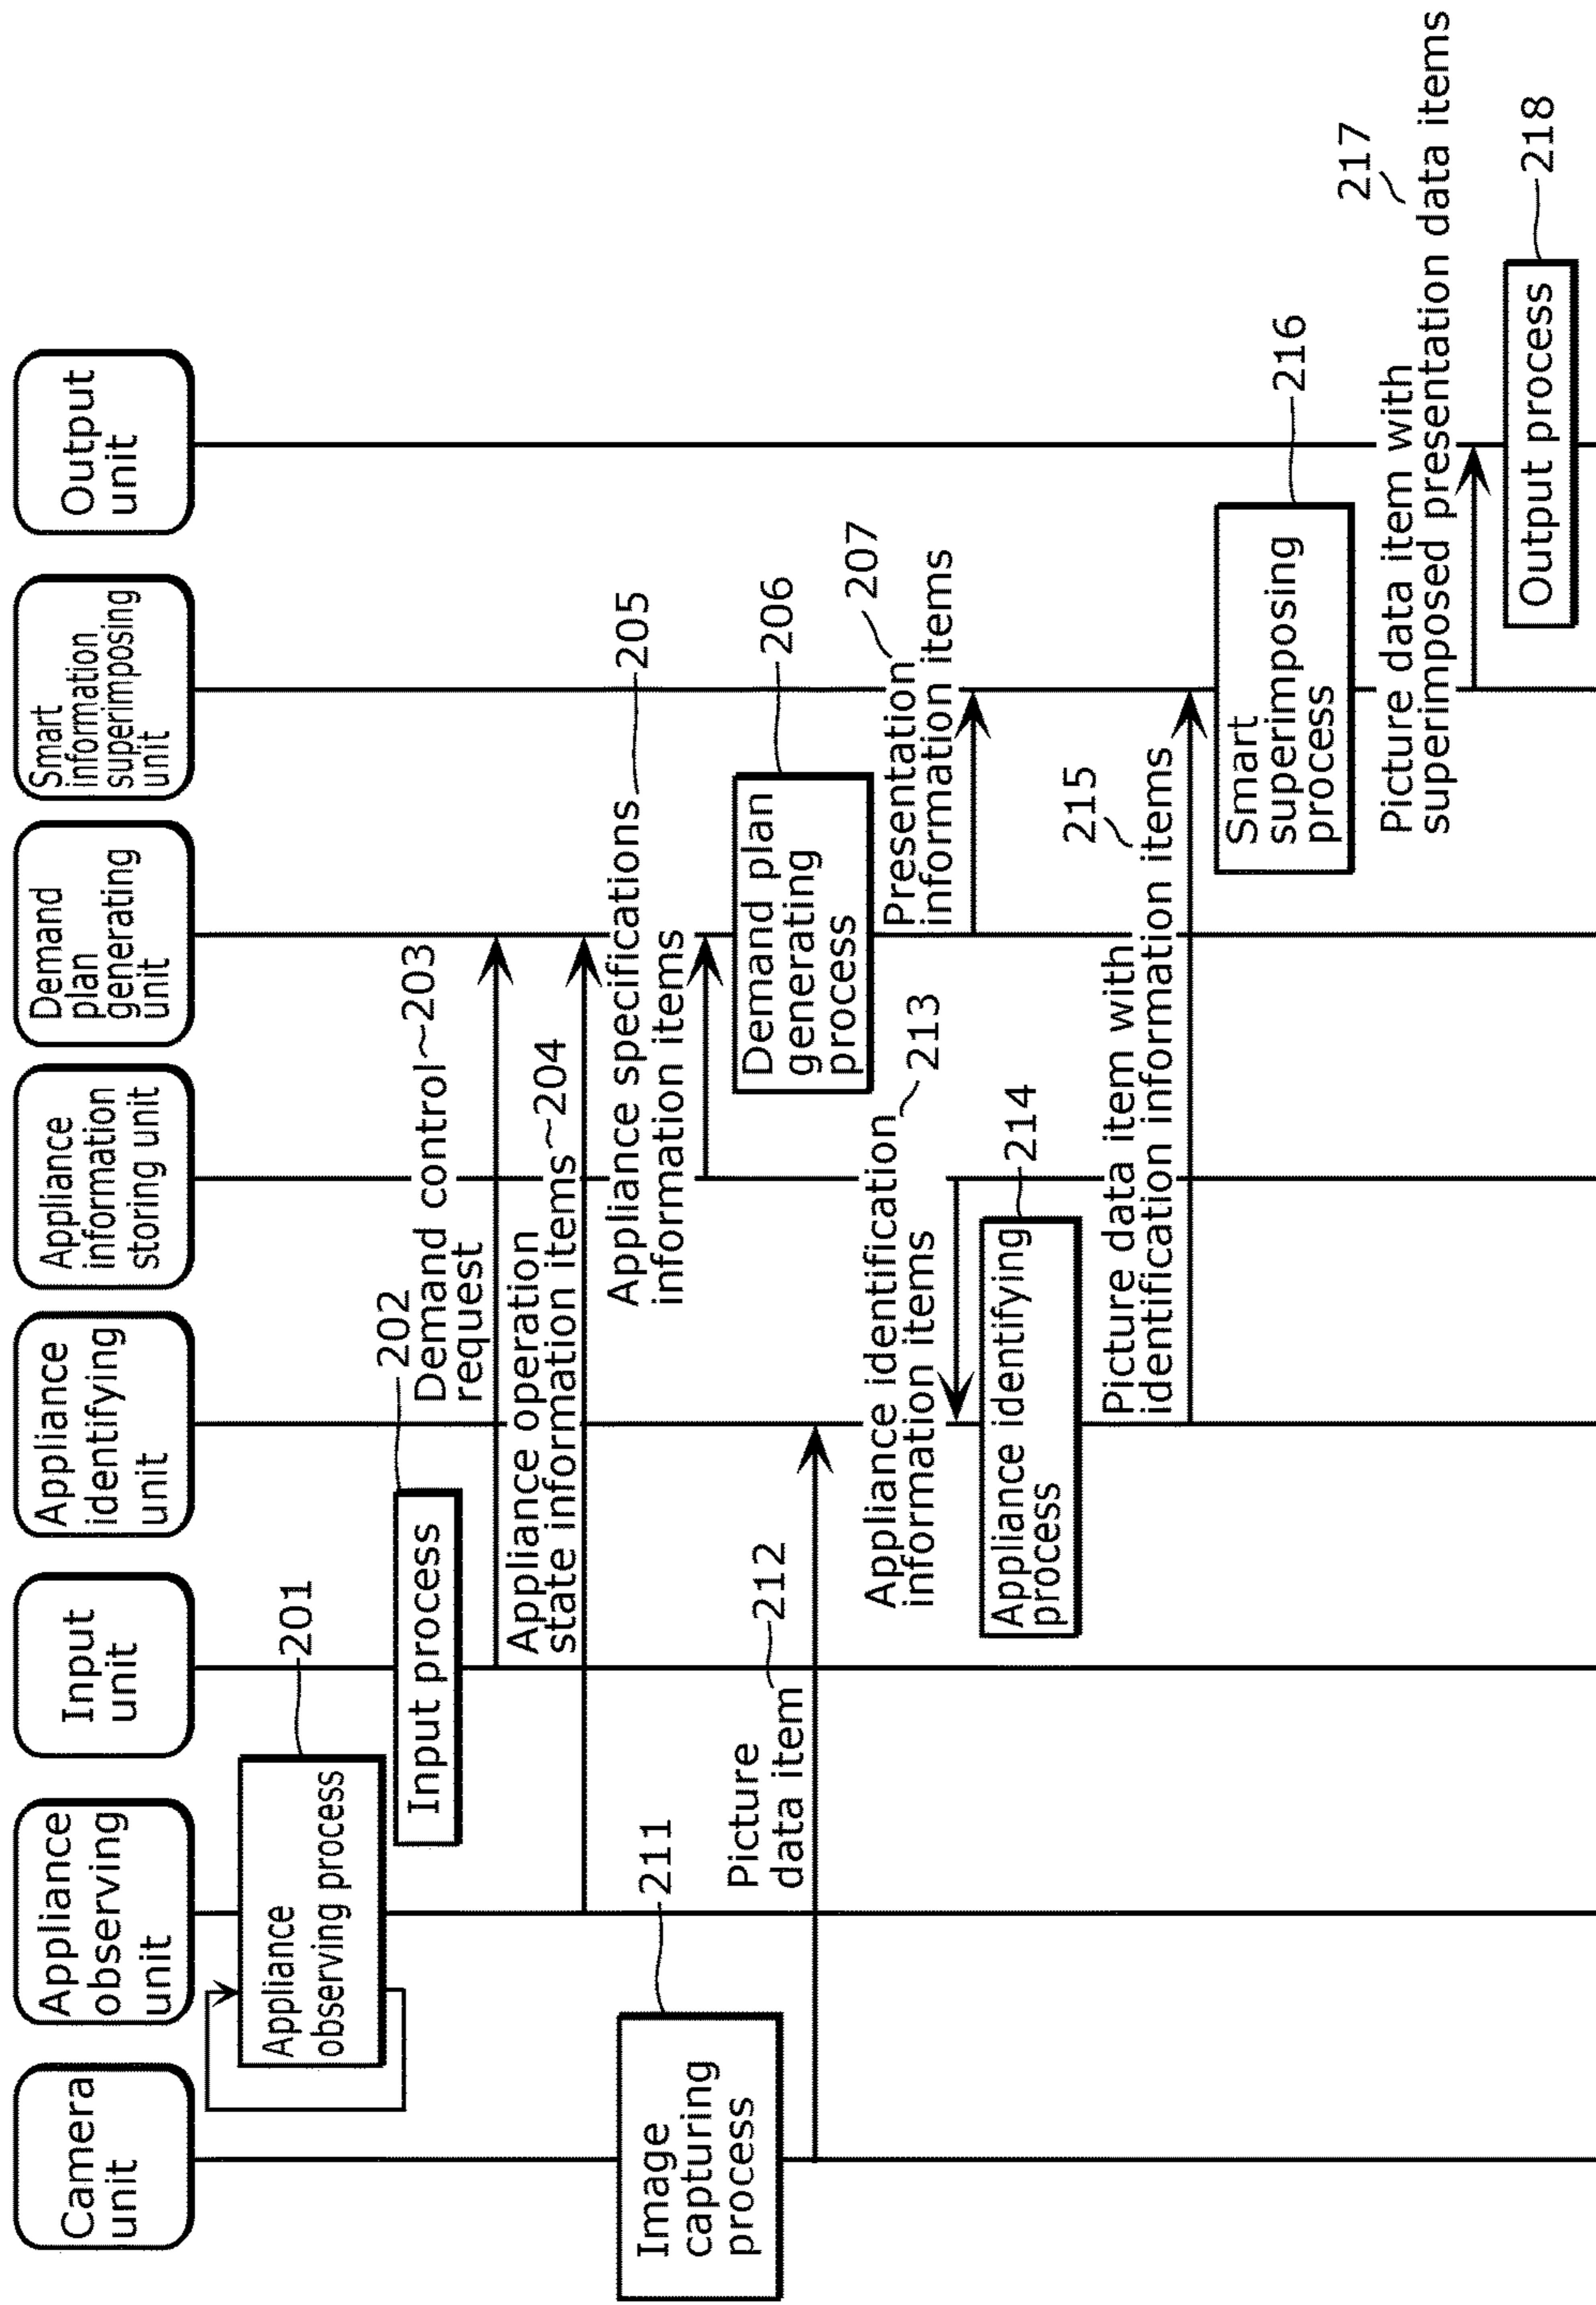 Camera
unit
Appliance
observing
unit
Input
unit
Appliance
identifying
unit
Appliance
information
storing unit
Demand
plan
generating
unit
Smart
information
superimposing
unit
Output
unit
201
Appliance
observing process
202
Input process
Demand control~203
request
Appliance operation
state information items~204
Appliance specifications
information items
205
211
Image
capturing
process
206
Demand plan
generating
process
Picture
data item
212
207
Presentation
information items
Appliance identification
information items
213
Appliance identifying
process
214
215
Picture data item with
identification information items
216
Smart
superimposing
process
217
Picture data item with
superimposed presentation data items
Output process
218